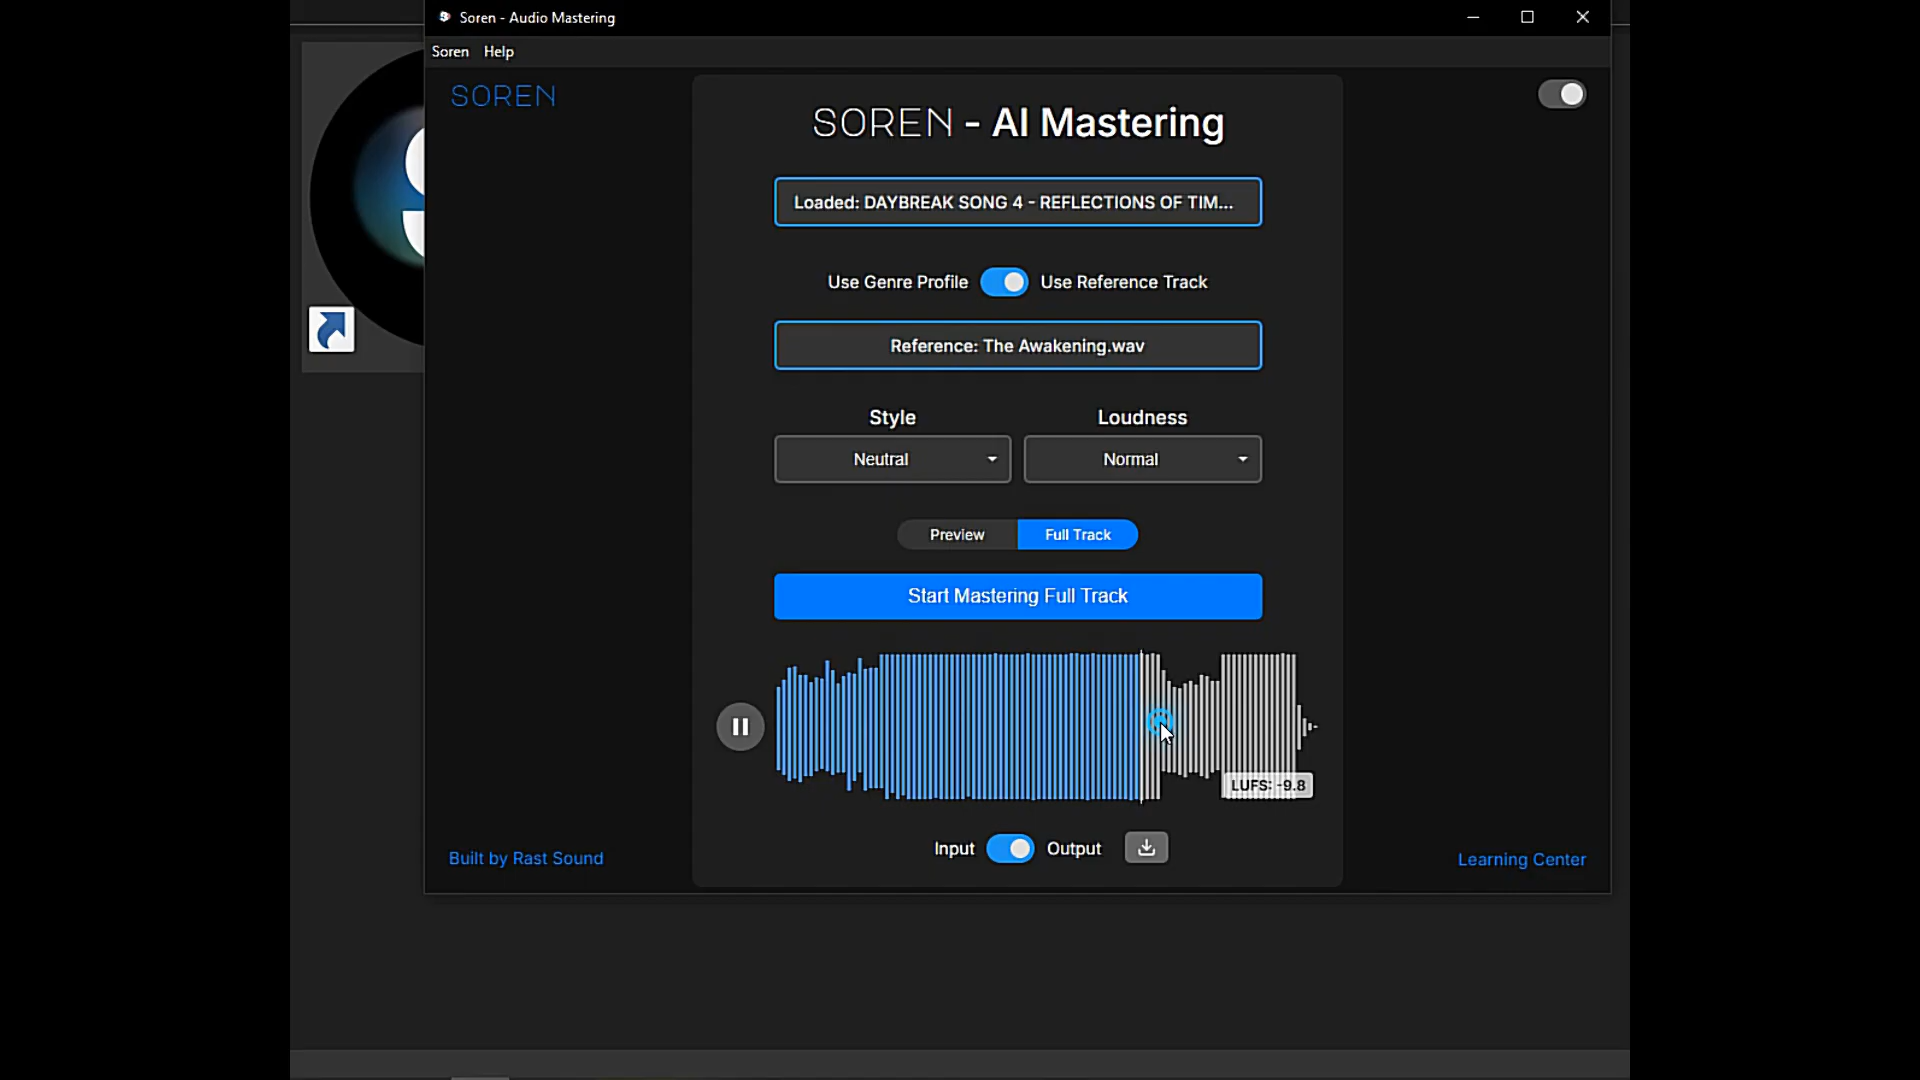 Soren - Audio Mastering
Soren Help
SOREN
SOREN - AI Mastering
Loaded: DAYBREAK SONG 4 - REFLECTIONS OF TIM...
Use Genre Profile Use Reference Track
Reference: The Awakening.wav
Style Loudness
Neutral Normal
Preview Full Track
Start Mastering Full Track
LUFS: -9.8
Input Output
Built by Rast Sound
Learning Center